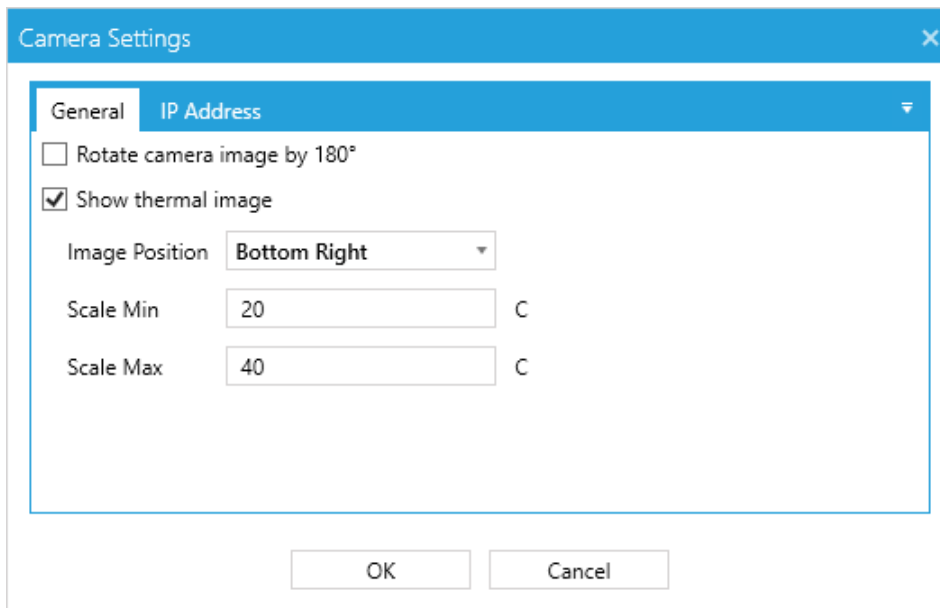 Camera Settings
General IP Address
Rotate camera image by 180°
Show thermal image
Image Position Bottom Right
Scale Min 20 C
Scale Max 40 C
OK Cancel